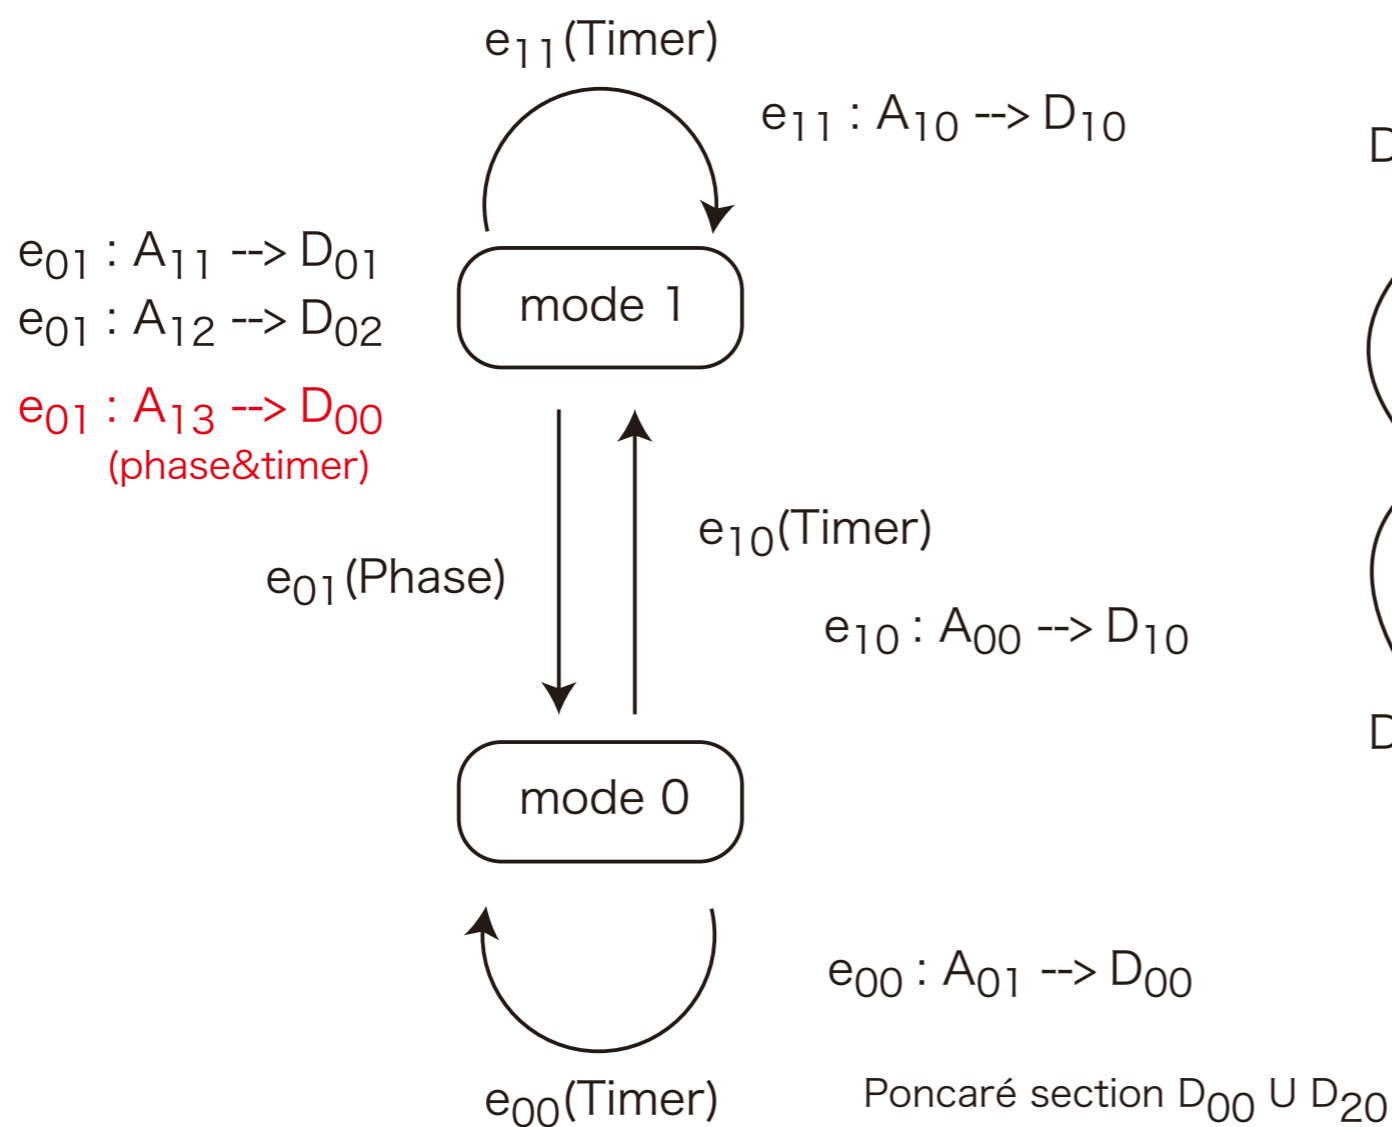 e11(Timer)
e11 : A10 --> D10
D
e01 : A11 --> D01
e01 : A12 --> D02
e01 : A13 --> D00
(phase&timer)
mode 1
e10(Timer)
e01(Phase)
e10 : A00 --> D10
D
mode 0
e00 : A01 --> D00
e00(Timer)
Poncaré section D00 U D20